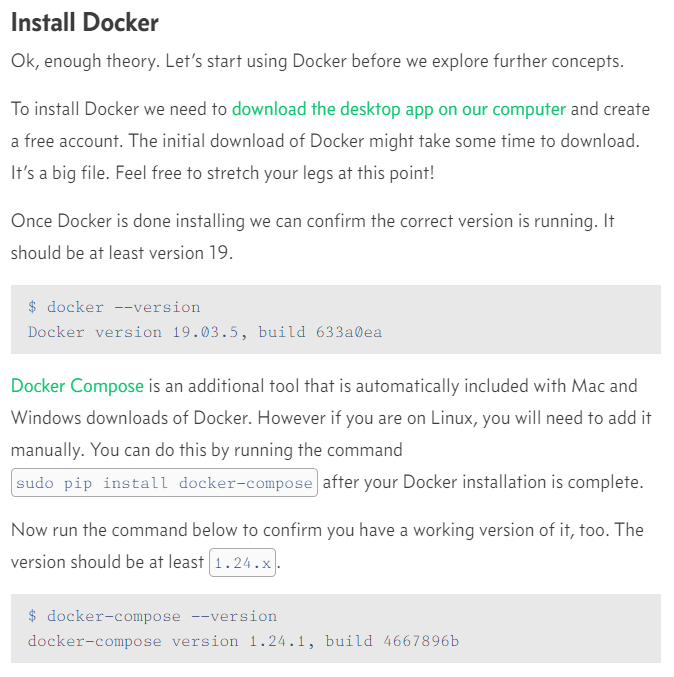 Install Docker
Ok, enough theory. Let’s start using Docker before we explore further concepts.
To install Docker we need to download the desktop app on our computer and create
a free account. The initial download of Docker might take some time to download.
It’s a big file. Feel free to stretch your legs at this point!
Once Docker is done installing we can confirm the correct version is running. It
should be at least version 19.
$ docker --version
Docker version 19.03.5, build 633a0ea
Docker Compose is an additional tool that is automatically included with Mac and
Windows downloads of Docker. However if you are on Linux, you will need to add it
manually. You can do this by running the command
sudo pip install docker-compose after your Docker installation is complete.
Now run the command below to confirm you have a working version of it, too. The
version should be at least 1.24.x.
$ docker-compose --version
docker-compose version 1.24.1, build 4667896b